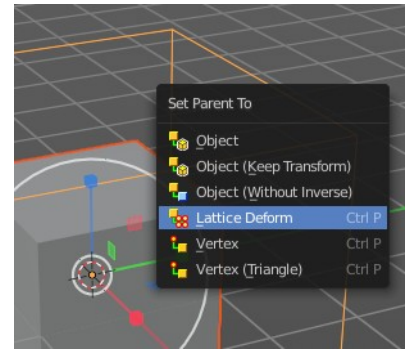 Set Parent To
Object
Object (Keep Transform)
Object (Without Inverse)
Lattice Deform Ctrl P
Vertex Ctrl P
Vertex (Triangle) Ctrl P